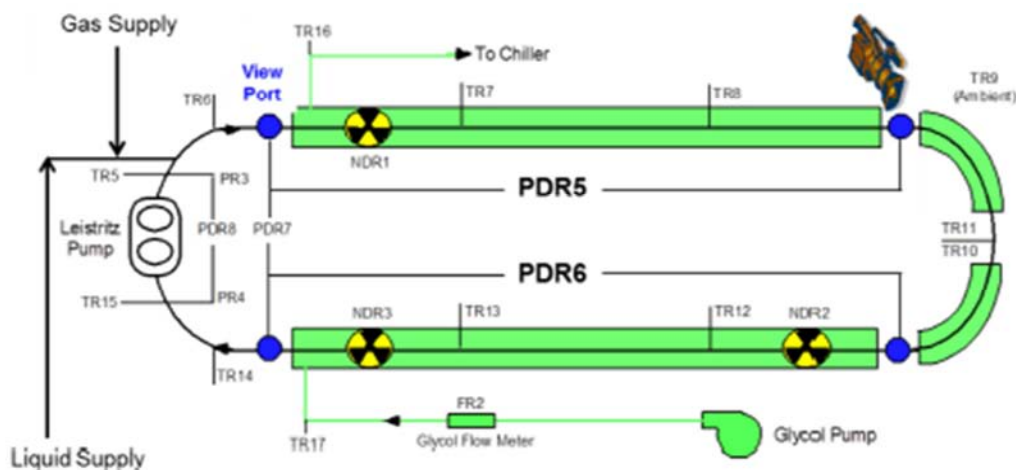 Gas Supply
TR16
To Chiller
View
Port
TR6
TR7
TR8
TR9
(Ambient)
NDR1
TR5
PR3
PDR5
Leistritz
Pump
PDR8
PDR7
TR11
TR10
PDR6
TR15
PR4
NDR3
TR13
TR12
NDR2
TR14
FR2
Glycol Flow Meter
Glycol Pump
TR17
Liquid Supply